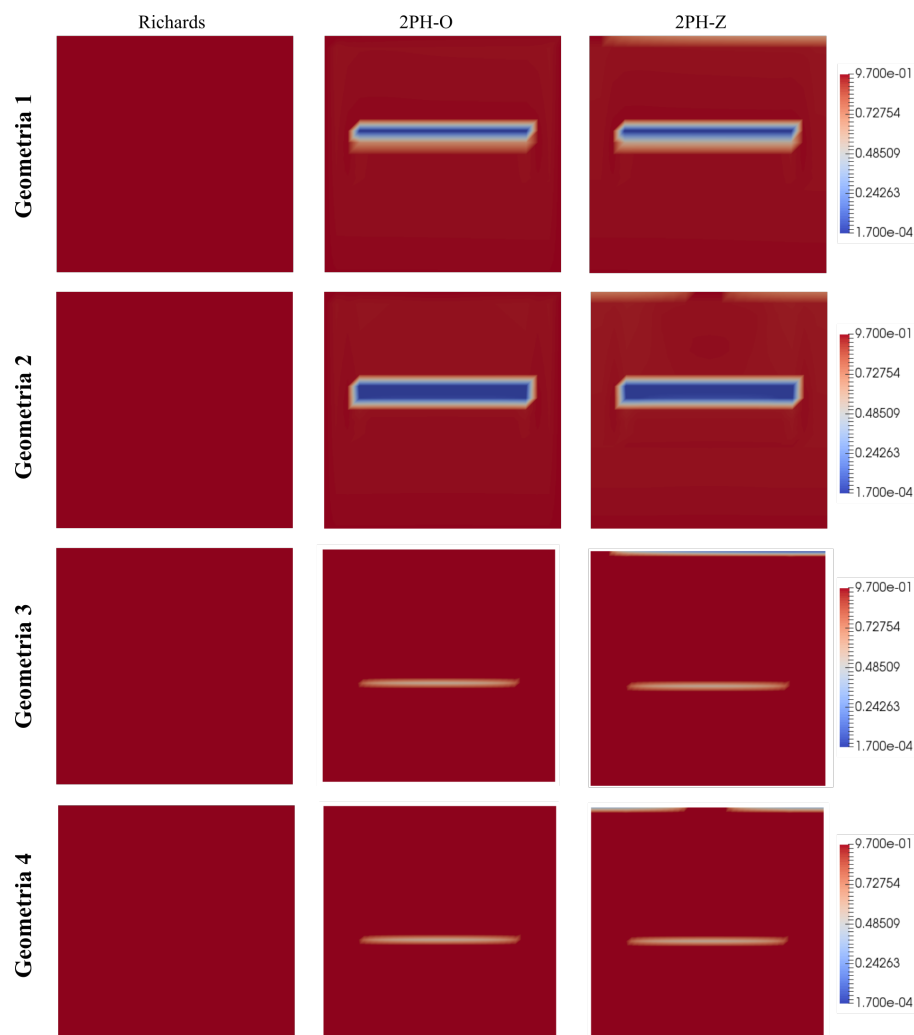 Richards 2PH-O 2PH-Z
Geometria 1
9.700e-01
0.72754
0.48509
0.24263
1.700e-04
Geometria 2
9.700e-01
0.72754
0.48509
0.24263
1.700e-04
Geometria 3
9.700e-01
0.72754
0.48509
0.24263
1.700e-04
Geometria 4
9.700e-01
0.72754
0.48509
0.24263
1.700e-04